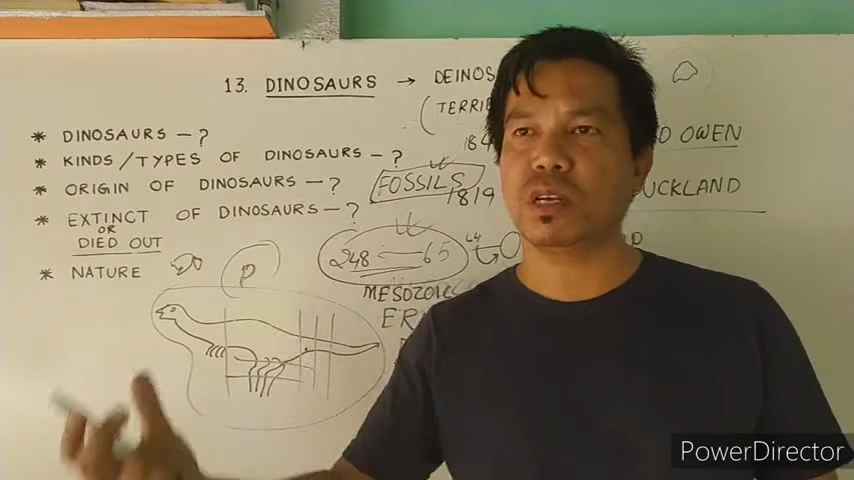 13. DINOSAURS → DEINOS
(TERRI
* DINOSAURS – ?
* KINDS/TYPES OF DINOSAURS – ?
* ORIGIN OF DINOSAURS – ?
* EXTINCT OF DINOSAURS – ?
OR
DIED OUT
* NATURE
184
OWEN
FOSSILS
1819
UCKLAND
248 – 65
MESOZOIC
ER
P
PowerDirector